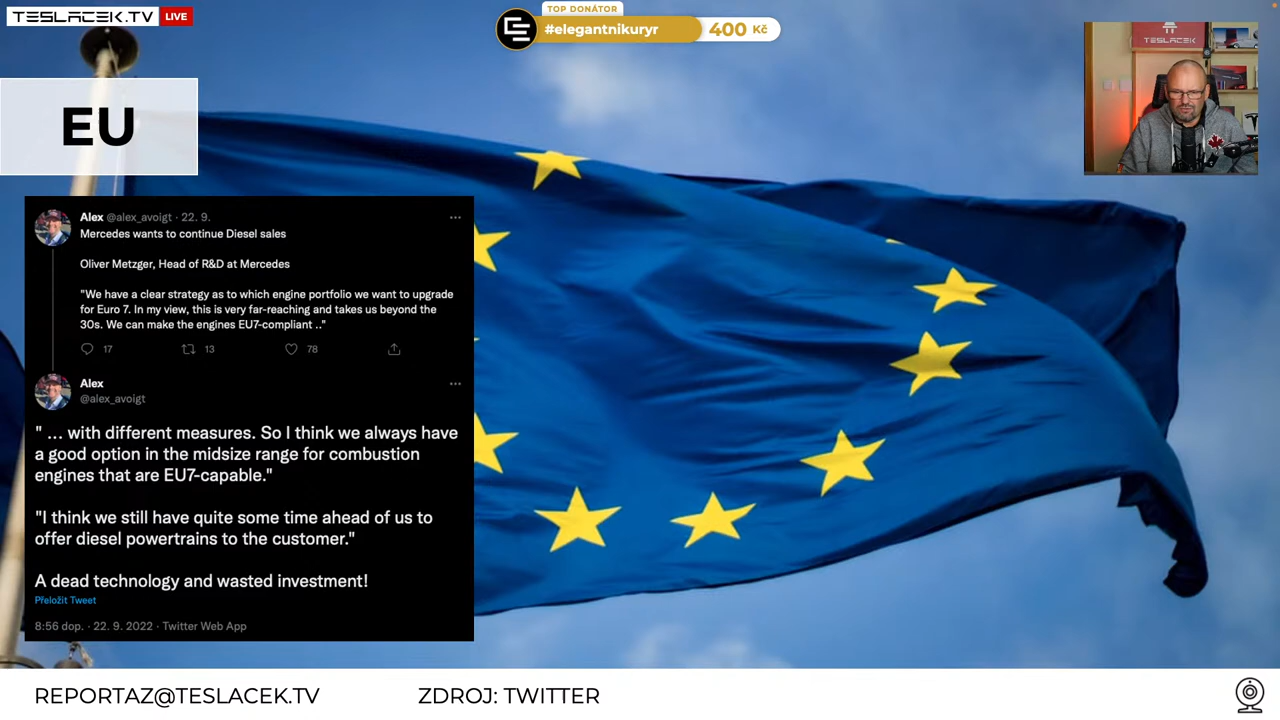 TESLACEK.TV LIVE
TOP DONÁTOR
#elegantnikuryr 400 Kč
TESLACEK
EU
Alex @alex_avoigt · 22. 9.
Mercedes wants to continue Diesel sales
Oliver Metzger, Head of R&D at Mercedes
"We have a clear strategy as to which engine portfolio we want to upgrade
for Euro 7. In my view, this is very far-reaching and takes us beyond the
30s. We can make the engines EU7-compliant .."
17 13 78
Alex
@alex_avoigt
" ... with different measures. So I think we always have
a good option in the midsize range for combustion
engines that are EU7-capable."
"I think we still have quite some time ahead of us to
offer diesel powertrains to the customer."
A dead technology and wasted investment!
Přeložit Tweet
8:56 dop. · 22. 9. 2022 · Twitter Web App
REPORTAZ@TESLACEK.TV ZDROJ: TWITTER